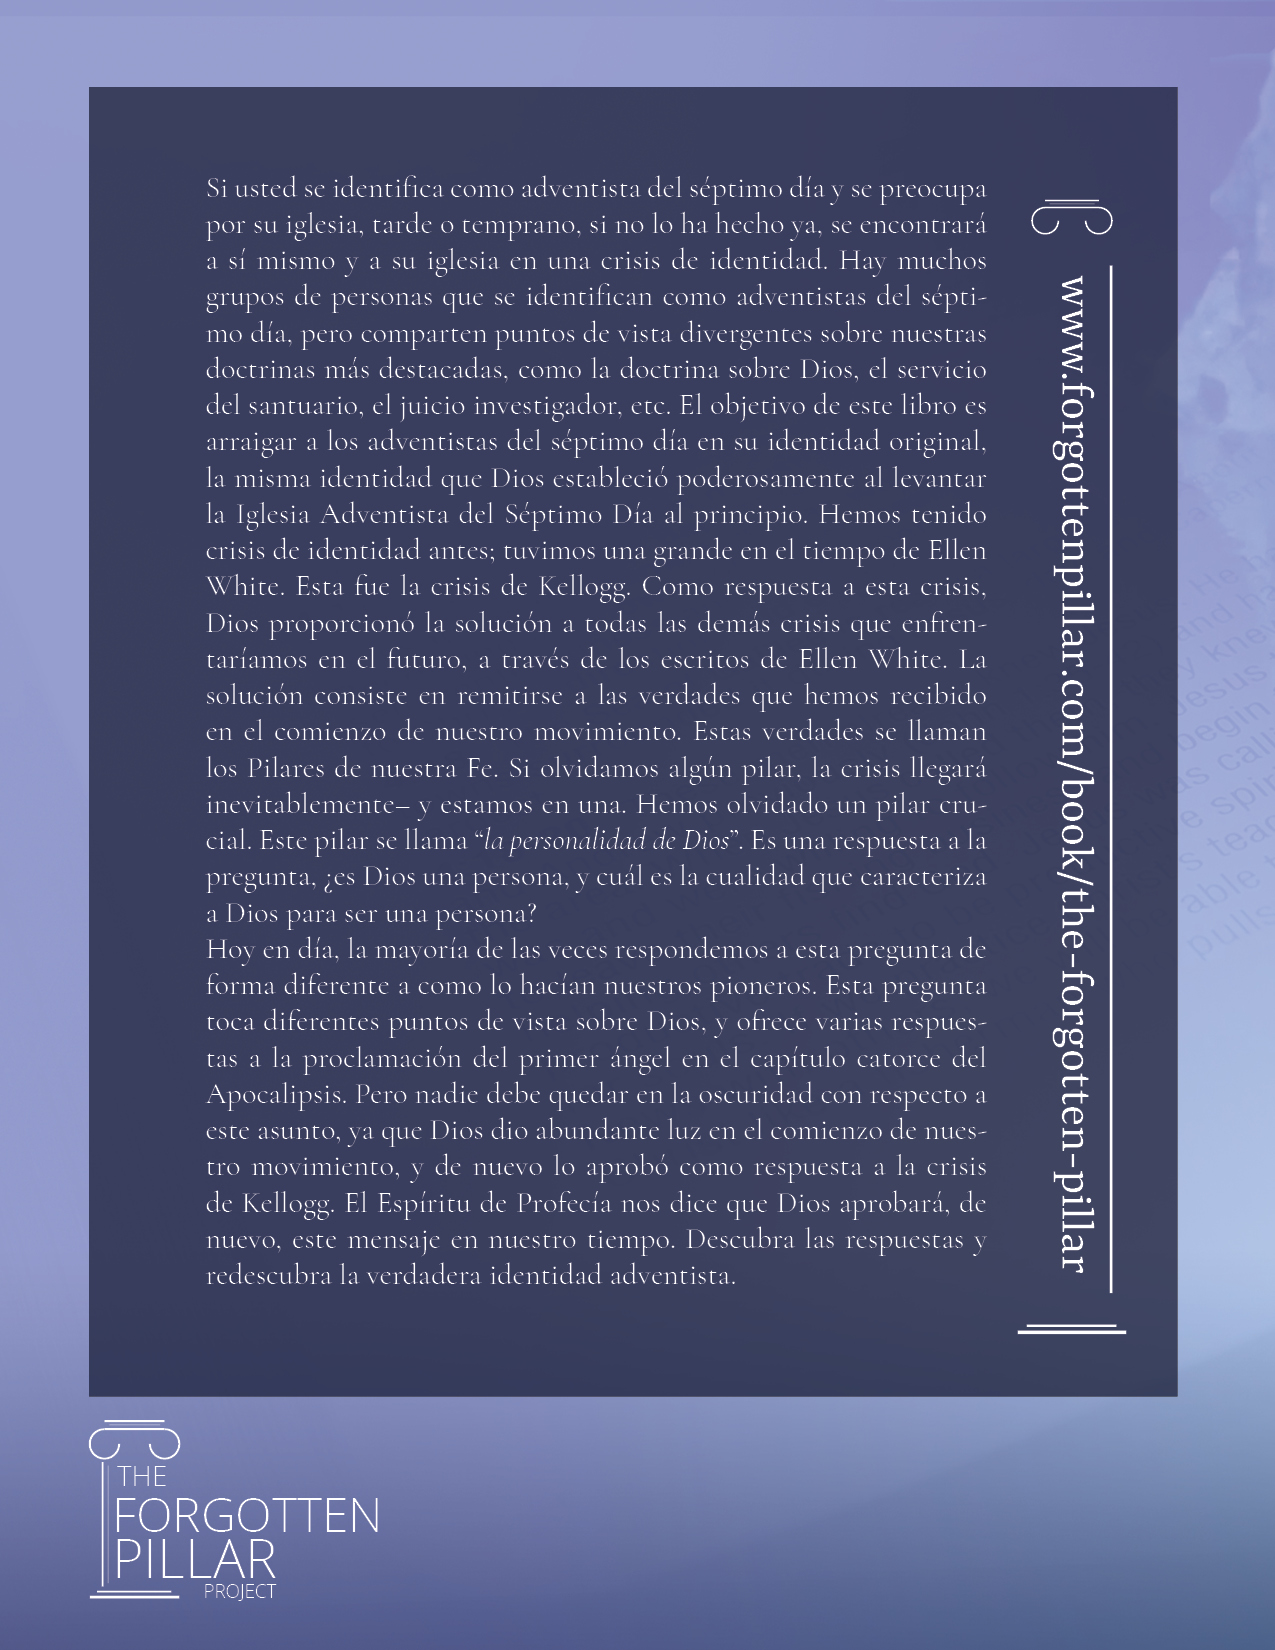 Si usted se identifica como adventista del séptimo día y se preocupa
por su iglesia, tarde o temprano, si no lo ha hecho ya, se encontrará
a sí mismo y a su iglesia en una crisis de identidad. Hay muchos
grupos de personas que se identifican como adventistas del sépti-
mo día, pero comparten puntos de vista divergentes sobre nuestras
doctrinas más destacadas, como la doctrina sobre Dios, el servicio
del santuario, el juicio investigador, etc. El objetivo de este libro es
arraigar a los adventistas del séptimo día en su identidad original,
la misma identidad que Dios estableció poderosamente al levantar
la Iglesia Adventista del Séptimo Día al principio. Hemos tenido
crisis de identidad antes; tuvimos una grande en el tiempo de Ellen
White. Esta fue la crisis de Kellogg. Como respuesta a esta crisis,
Dios proporcionó la solución a todas las demás crisis que enfren-
taríamos en el futuro, a través de los escritos de Ellen White. La
solución consiste en remitirse a las verdades que hemos recibido
en el comienzo de nuestro movimiento. Estas verdades se llaman
los Pilares de nuestra Fe. Si olvidamos algún pilar, la crisis llegará
inevitablemente– y estamos en una. Hemos olvidado un pilar cru-
cial. Este pilar se llama “la personalidad de Dios”. Es una respuesta a la
pregunta, ¿es Dios una persona, y cuál es la cualidad que caracteriza
a Dios para ser una persona?
Hoy en día, la mayoría de las veces respondemos a esta pregunta de
forma diferente a como lo hacían nuestros pioneros. Esta pregunta
toca diferentes puntos de vista sobre Dios, y ofrece varias respues-
tas a la proclamación del primer ángel en el capítulo catorce del
Apocalipsis. Pero nadie debe quedar en la oscuridad con respecto a
este asunto, ya que Dios dio abundante luz en el comienzo de nues-
tro movimiento, y de nuevo lo aprobó como respuesta a la crisis
de Kellogg. El Espíritu de Profecía nos dice que Dios aprobará, de
nuevo, este mensaje en nuestro tiempo. Descubra las respuestas y
redescubra la verdadera identidad adventista.
www.forgottenpillar.com/book/the-forgotten-pillar
THE
FORGOTTEN
PILLAR
PROJECT